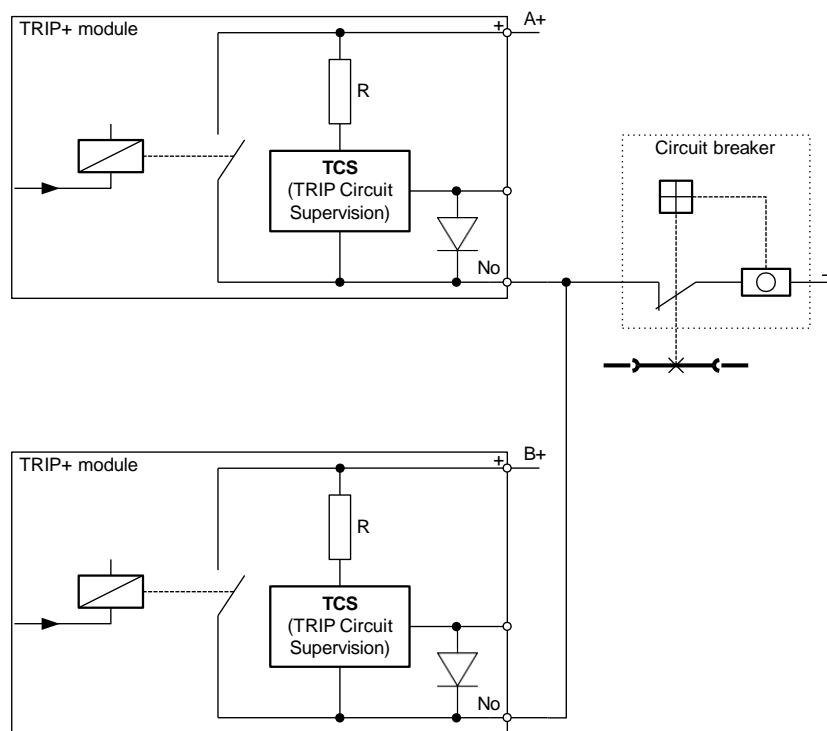 TRIP+ module
+
A+
R
TCS
(TRIP Circuit
Supervision)
No
Circuit breaker
-
TRIP+ module
+
B+
R
TCS
(TRIP Circuit
Supervision)
No